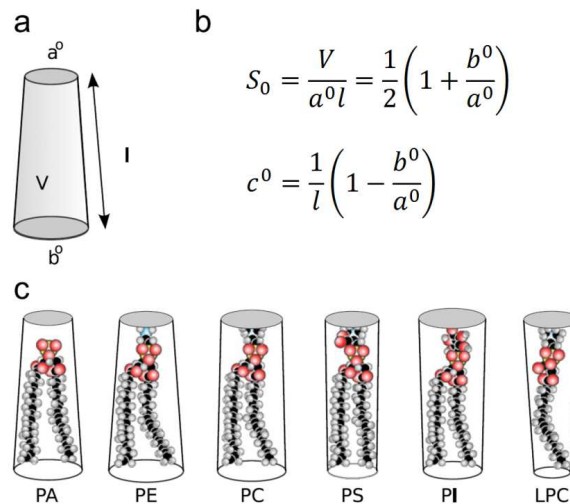 a
b
a⁰
V
l
b⁰
S₀ = V / a⁰l = 1/2 (1 + b⁰/a⁰)
c⁰ = 1/l (1 − b⁰/a⁰)
c
PA PE PC PS PI LPC